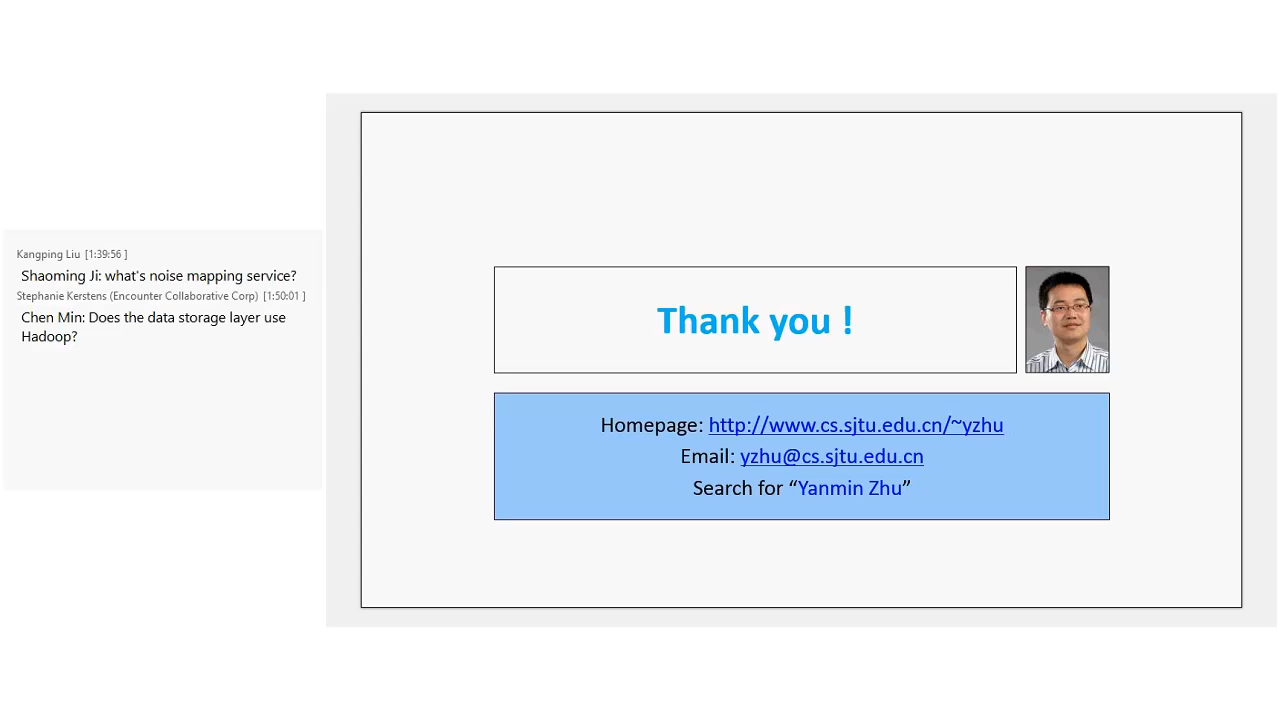 Kangping Liu [1:39:56 ]
Shaoming Ji: what's noise mapping service?
Stephanie Kerstens (Encounter Collaborative Corp) [1:50:01 ]
Chen Min: Does the data storage layer use
Hadoop?
Thank you !
Homepage: http://www.cs.sjtu.edu.cn/~yzhu
Email: yzhu@cs.sjtu.edu.cn
Search for “Yanmin Zhu”